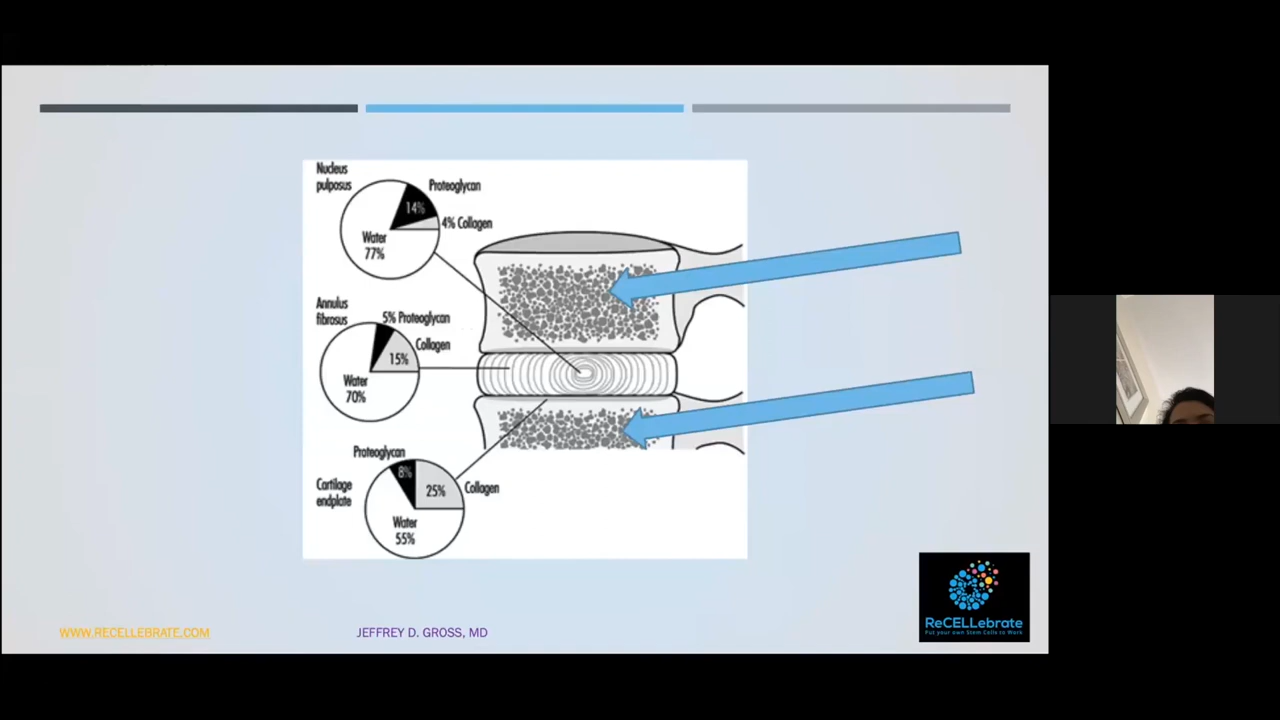 Nucleus
pulposus
Proteoglycan
14%
4% Collagen
Water
77%
Annulus
fibrosus
5% Proteoglycan
Collagen
15%
Water
70%
Proteoglycan
8%
Cartilage
endplate
25%
Collagen
Water
55%
WWW.RECELLEBRATE.COM
JEFFREY D. GROSS, MD
ReCELLebrate
Put your own Stem Cells to Work